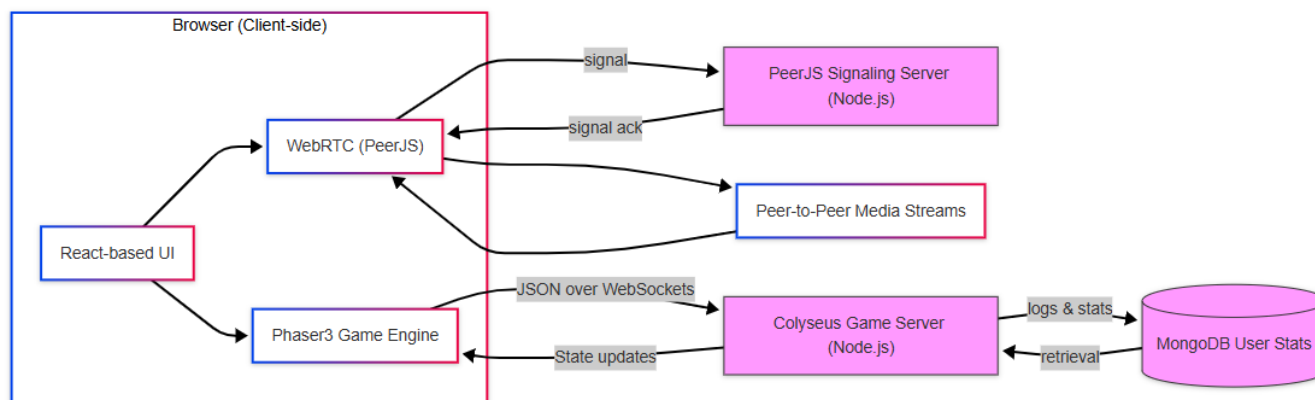 Browser (Client-side)
signal
PeerJS Signaling Server
(Node.js)
signal ack
WebRTC (PeerJS)
Peer-to-Peer Media Streams
React-based UI
JSON over WebSockets
Phaser3 Game Engine
State updates
Colyseus Game Server
(Node.js)
logs & stats
retrieval
MongoDB User Stats